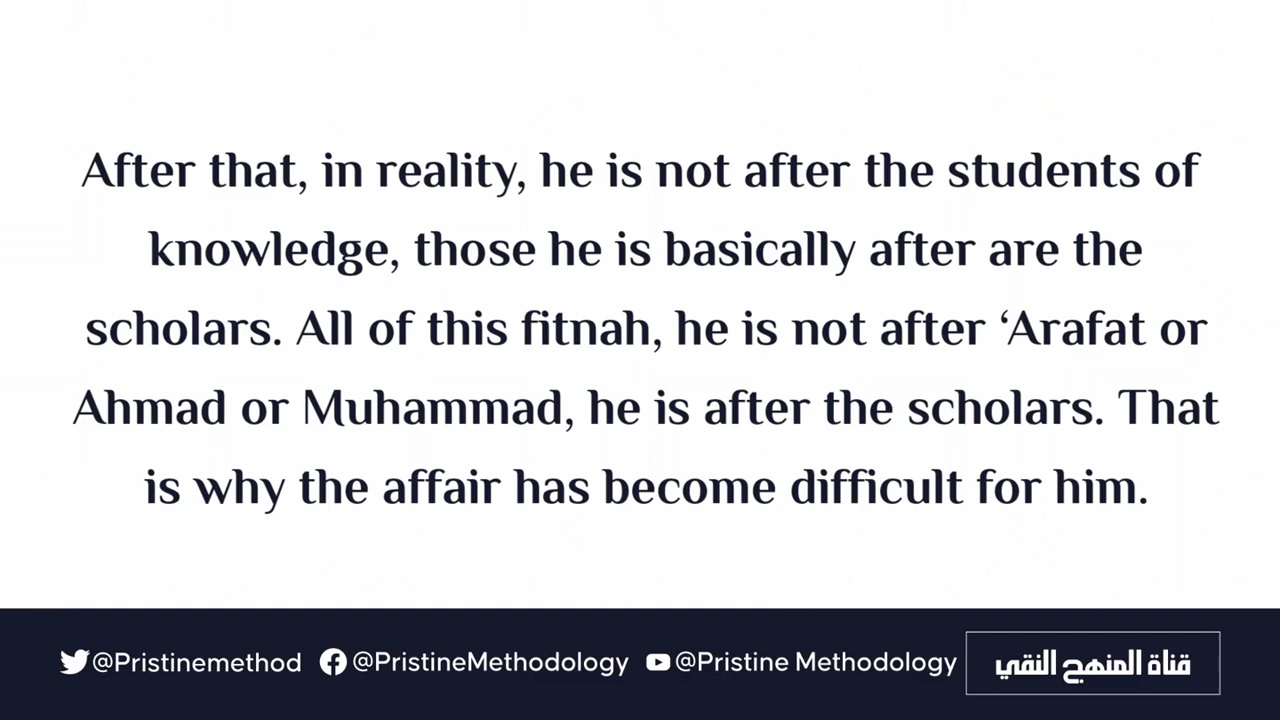 After that, in reality, he is not after the students of
knowledge, those he is basically after are the
scholars. All of this fitnah, he is not after ‘Arafat or
Ahmad or Muhammad, he is after the scholars. That
is why the affair has become difficult for him.
@Pristinemethod @PristineMethodology @Pristine Methodology قناة المنهج النقي